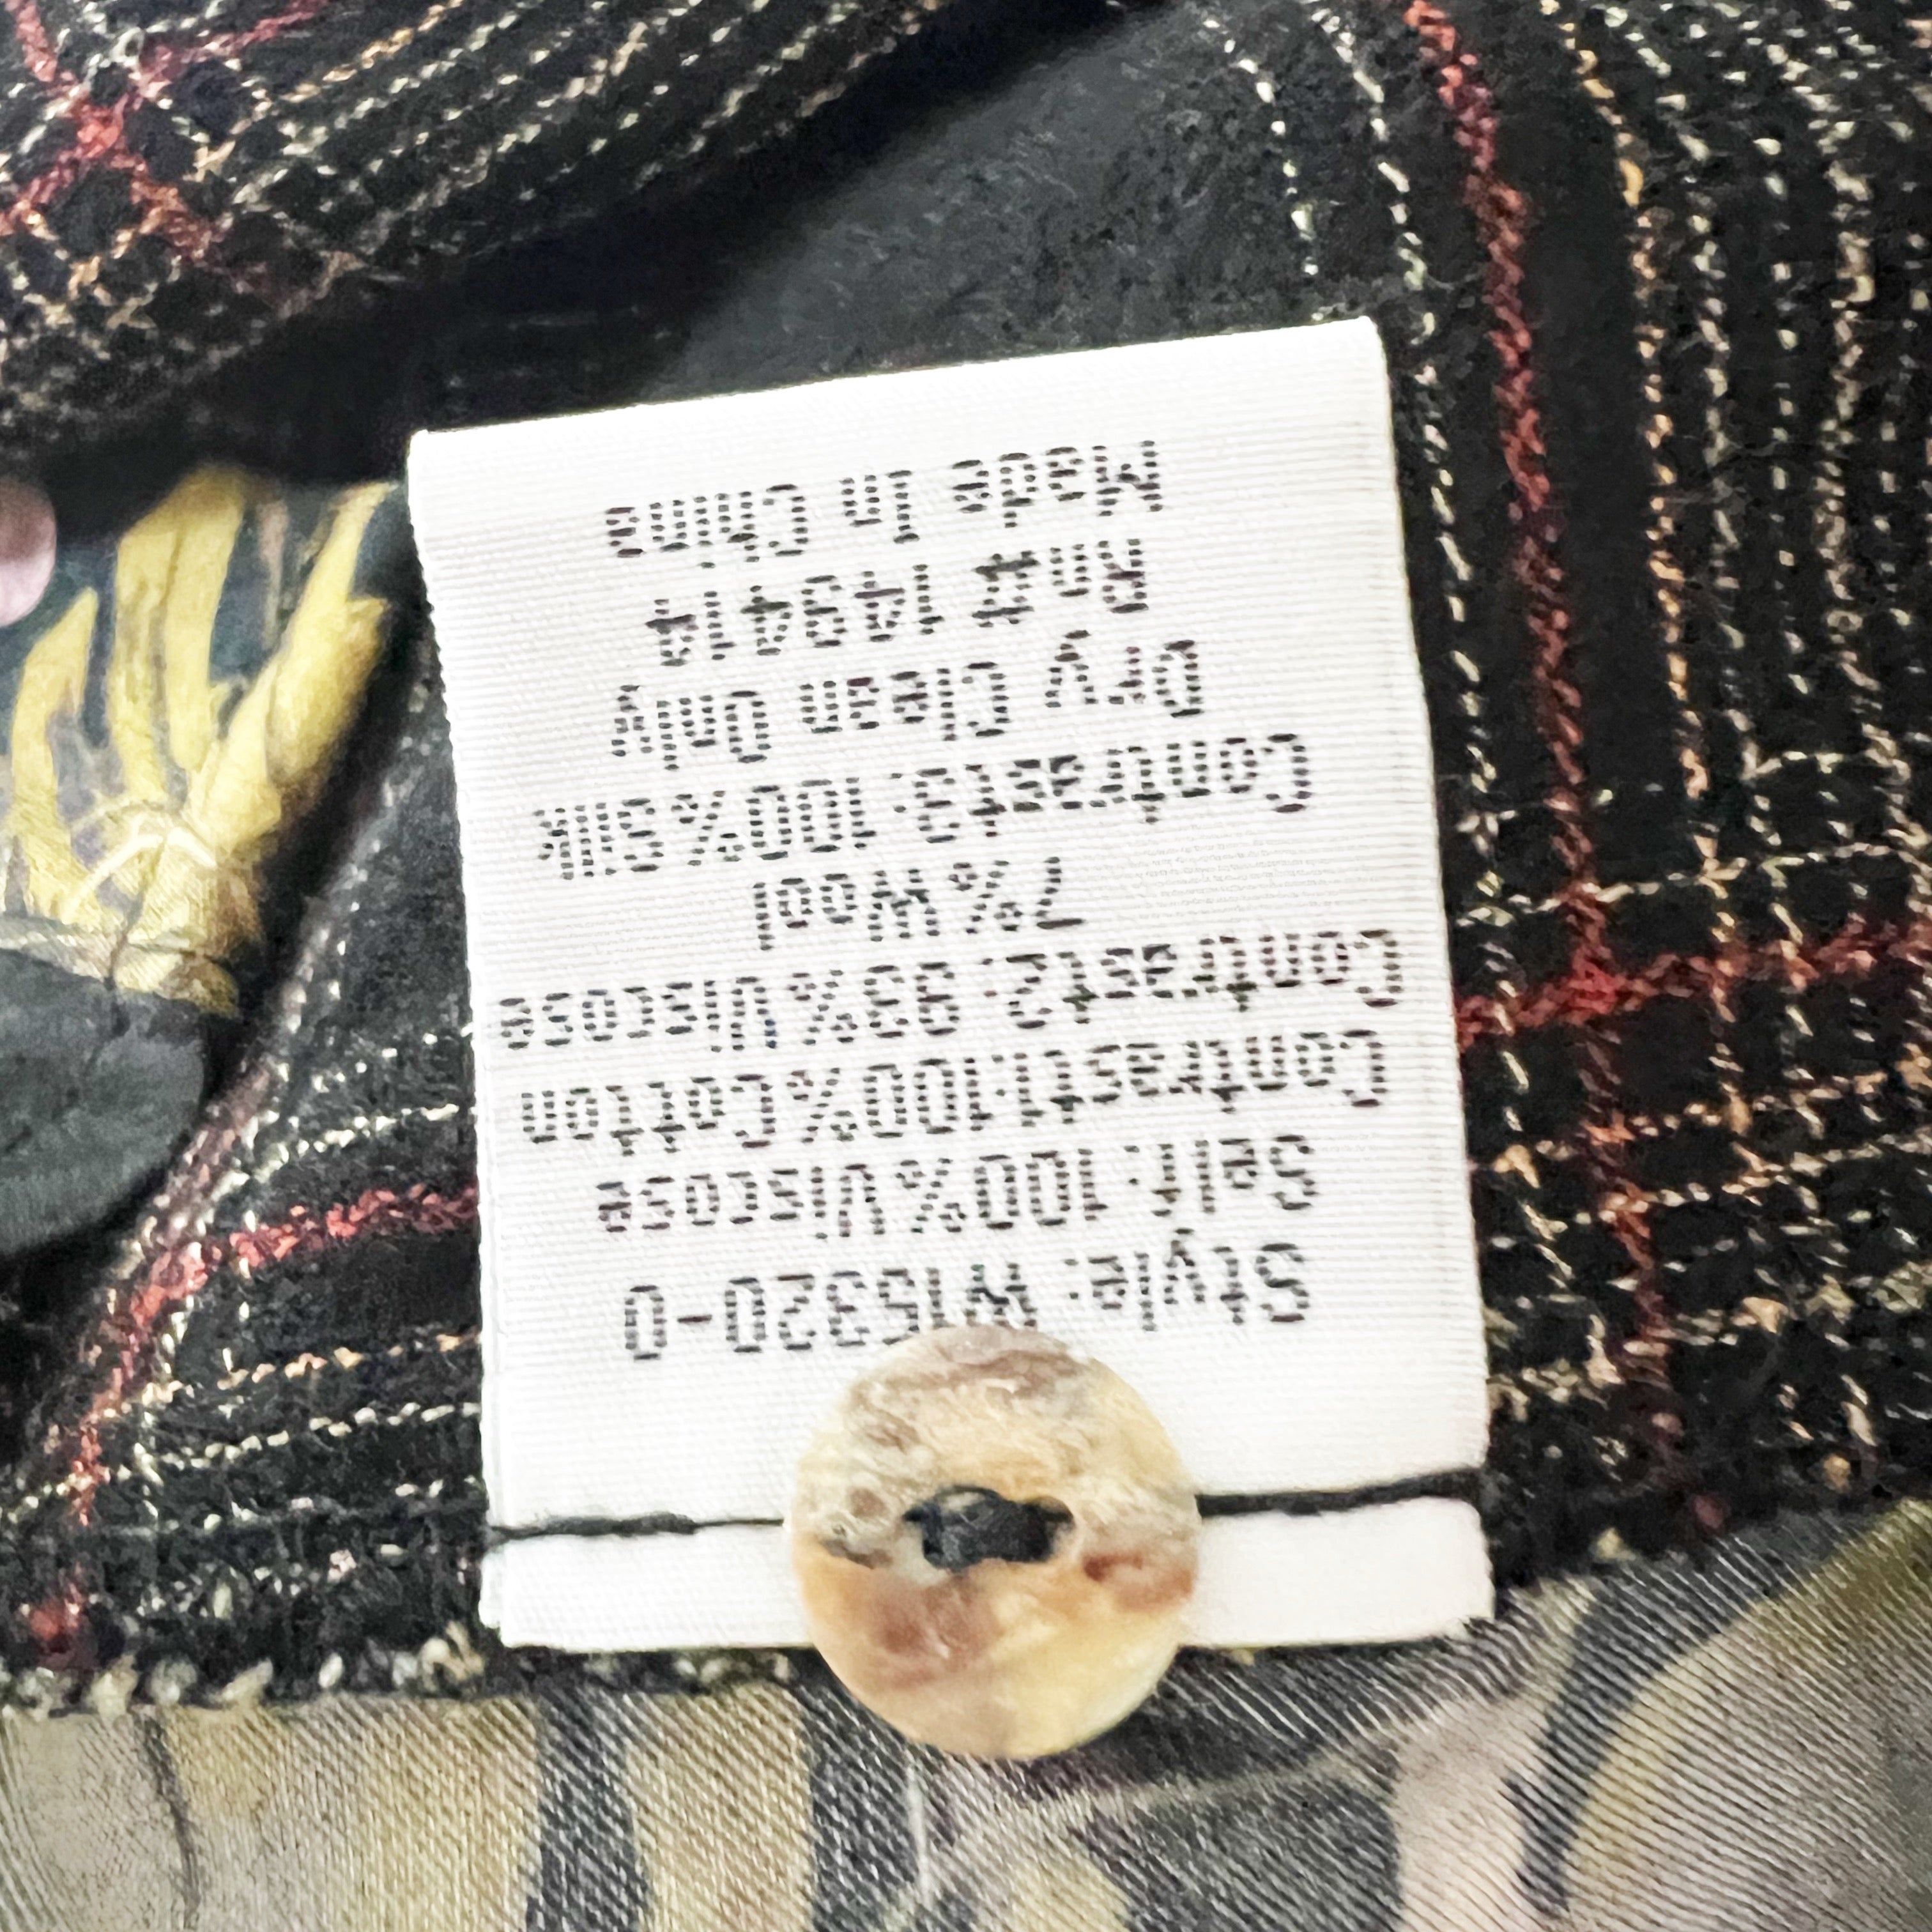 Style: W15320-0
Self:100%Viscose
Contrast1:100%Cotton
Contrast2: 93%Viscose
7%Wool
Contrast3: 100%Silk
Dry Clean Only
Rn# 149414
Made In China